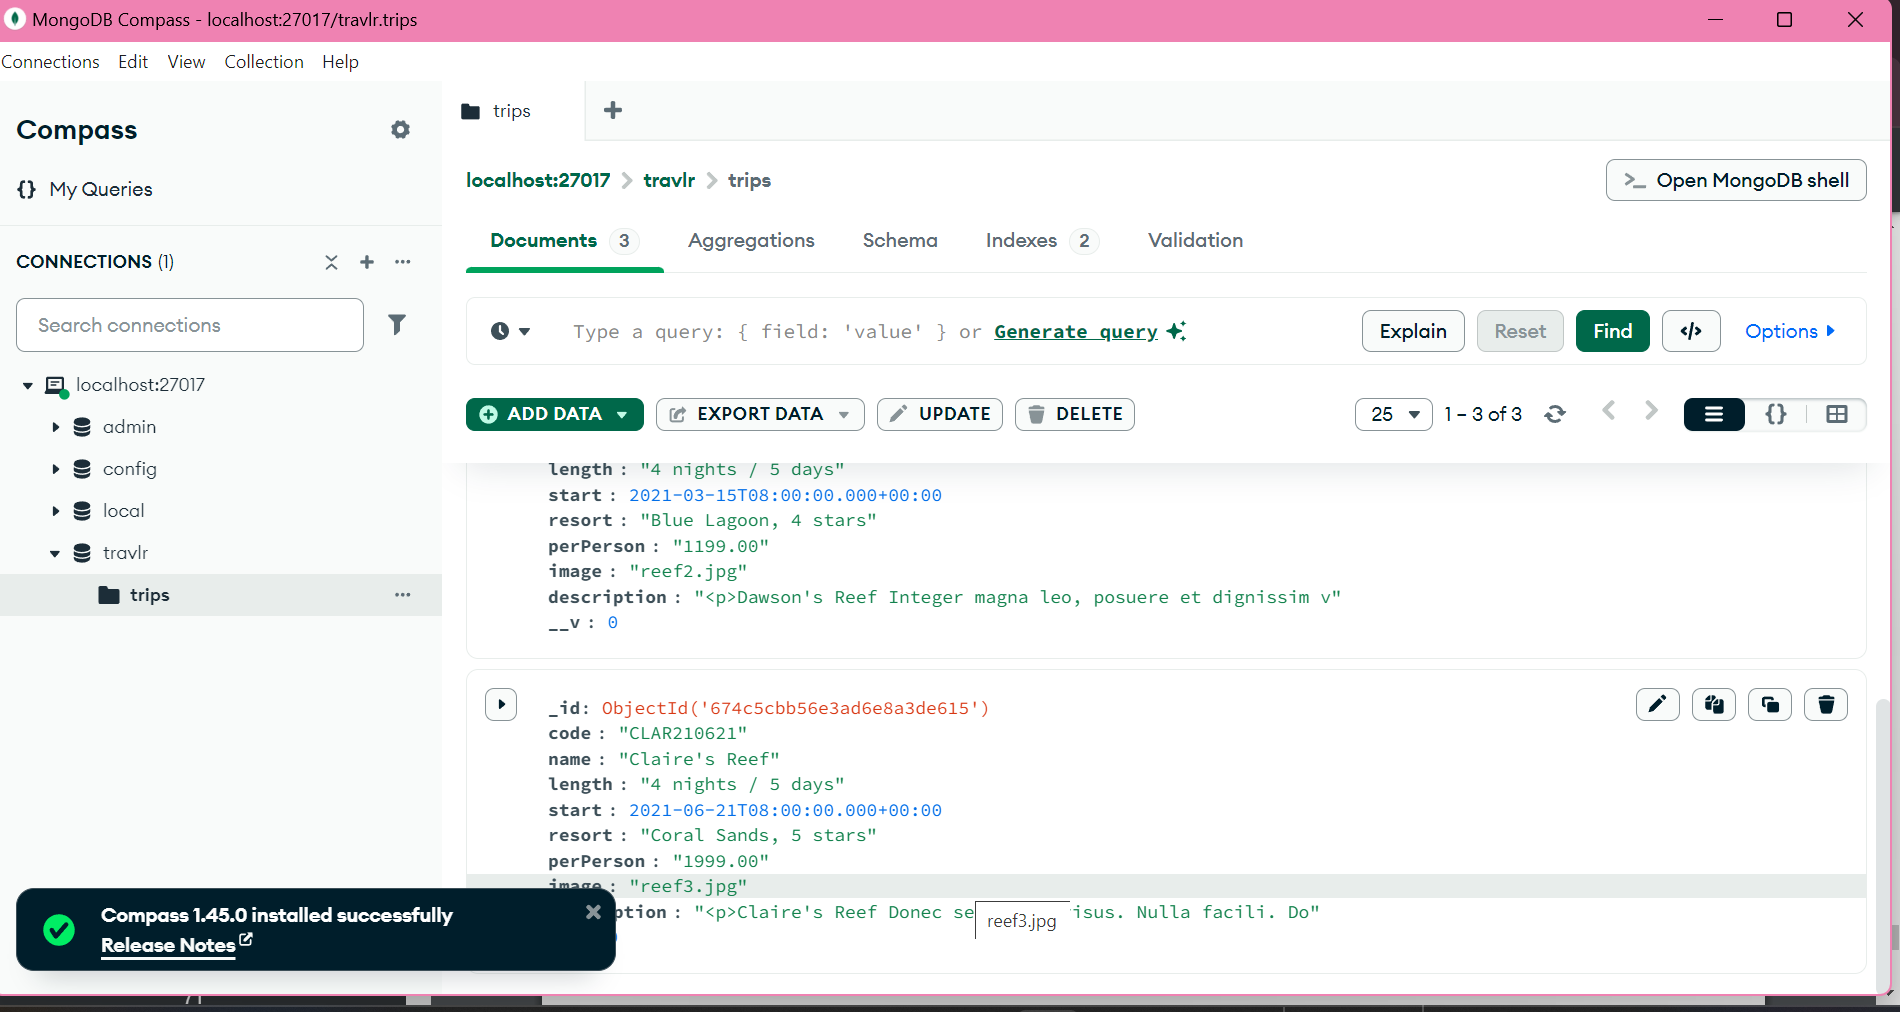 MongoDB Compass - localhost:27017/travlr.trips
Connections Edit View Collection Help
Compass
{} My Queries
CONNECTIONS (1)
Search connections
localhost:27017
admin
config
local
travlr
trips
trips
localhost:27017 > travlr > trips
>_ Open MongoDB shell
Documents 3 Aggregations Schema Indexes 2 Validation
Type a query: { field: 'value' } or Generate query
Explain Reset Find </> Options
ADD DATA EXPORT DATA UPDATE DELETE
25 1 – 3 of 3 {}
length : "4 nights / 5 days"
start : 2021-03-15T08:00:00.000+00:00
resort : "Blue Lagoon, 4 stars"
perPerson : "1199.00"
image : "reef2.jpg"
description : "<p>Dawson's Reef Integer magna leo, posuere et dignissim v"
__v : 0
_id: ObjectId('674c5cbb56e3ad6e8a3de615')
code : "CLAR210621"
name : "Claire's Reef"
length : "4 nights / 5 days"
start : 2021-06-21T08:00:00.000+00:00
resort : "Coral Sands, 5 stars"
perPerson : "1999.00"
image : "reef3.jpg"
ption : "<p>Claire's Reef Donec se isus. Nulla facili. Do"
reef3.jpg
Compass 1.45.0 installed successfully
Release Notes